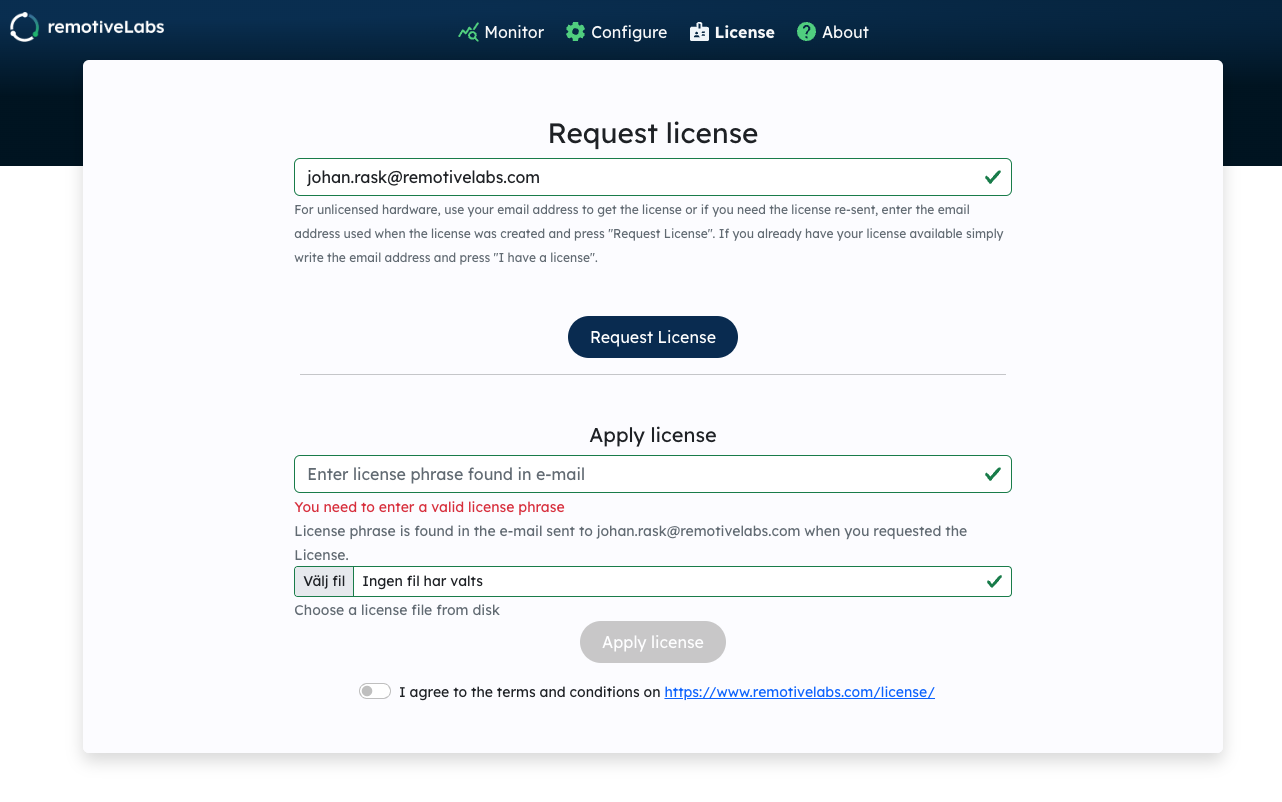 remotiveLabs
Monitor
Configure
License
About
Request license
johan.rask@remotivelabs.com
For unlicensed hardware, use your email address to get the license or if you need the license re-sent, enter the email
address used when the license was created and press "Request License". If you already have your license available simply
write the email address and press "I have a license".
Request License
Apply license
Enter license phrase found in e-mail
You need to enter a valid license phrase
License phrase is found in the e-mail sent to johan.rask@remotivelabs.com when you requested the
License.
Välj fil Ingen fil har valts
Choose a license file from disk
Apply license
I agree to the terms and conditions on https://www.remotivelabs.com/license/